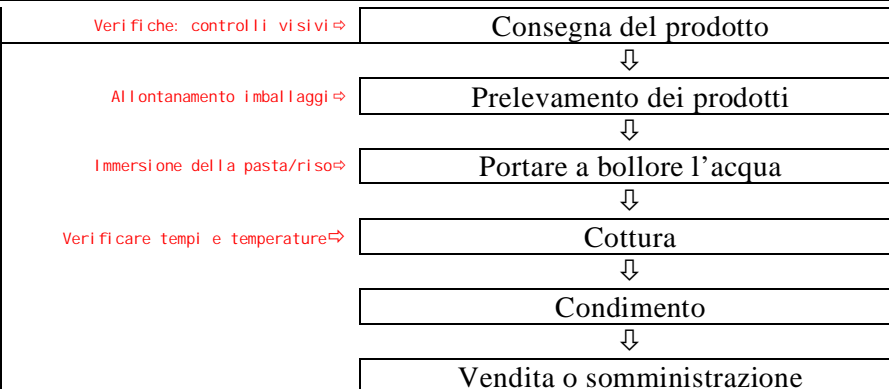 Verifiche: controlli visivi⇨ Consegna del prodotto
⇩
Allontanamento imballaggi⇨ Prelevamento dei prodotti
⇩
Immersione della pasta/riso⇨ Portare a bollore l’acqua
⇩
Verificare tempi e temperature⇨ Cottura
⇩
Condimento
⇩
Vendita o somministrazione